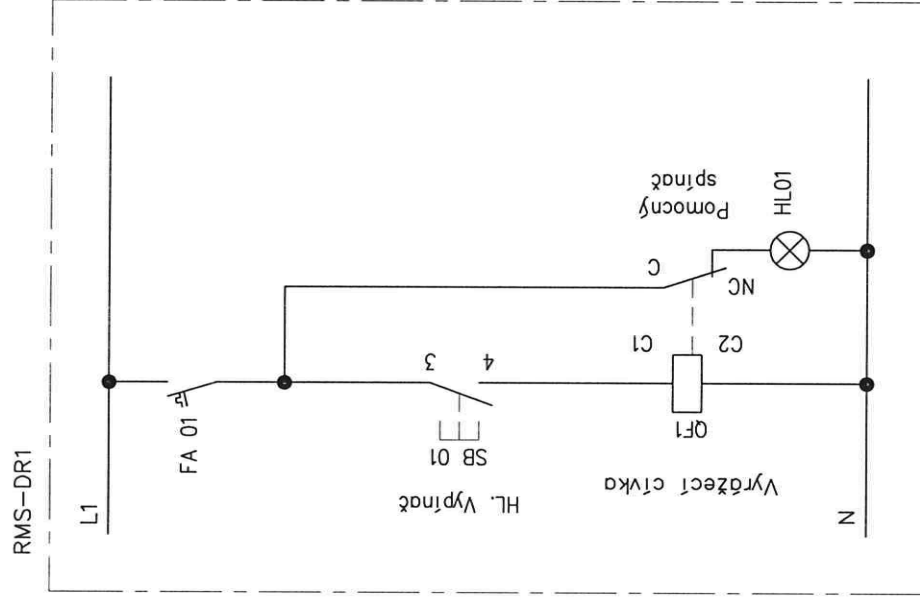 RMS-DR1
L1
FA 01
3
4
SB 01
HL. Vypínač
C1
C2
QF1
Vyrážecí cívka
C
NC
Pomocný
spínač
HL01
N